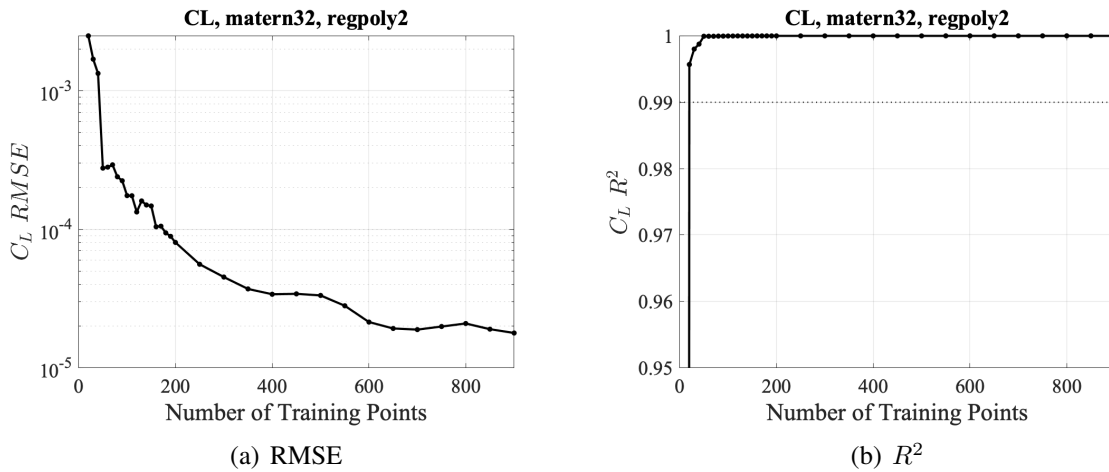 CL, matern32, regpoly2
10^-3
10^-4
10^-5
C_L RMSE
0
200
400
600
800
Number of Training Points
(a) RMSE
CL, matern32, regpoly2
1
0.99
0.98
0.97
0.96
0.95
C_L R^2
0
200
400
600
800
Number of Training Points
(b) R^2